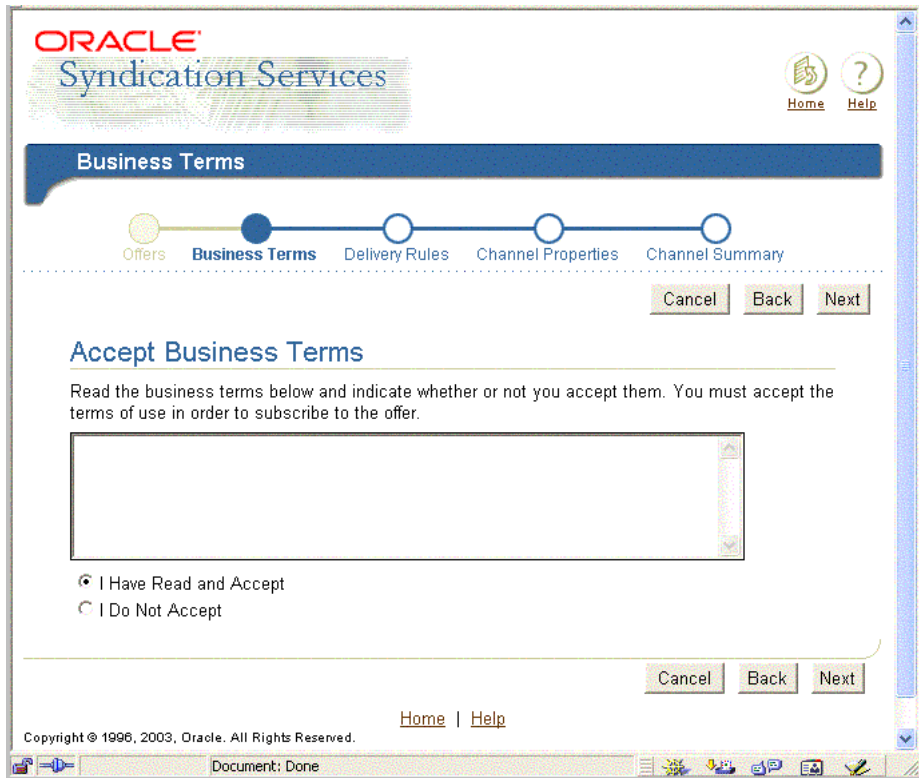 ORACLE
Syndication Services
Home Help
Business Terms
Offers Business Terms Delivery Rules Channel Properties Channel Summary
Cancel Back Next
Accept Business Terms
Read the business terms below and indicate whether or not you accept them. You must accept the
terms of use in order to subscribe to the offer.
I Have Read and Accept
I Do Not Accept
Cancel Back Next
Home | Help
Copyright © 1996, 2003, Oracle. All Rights Reserved.
Document: Done